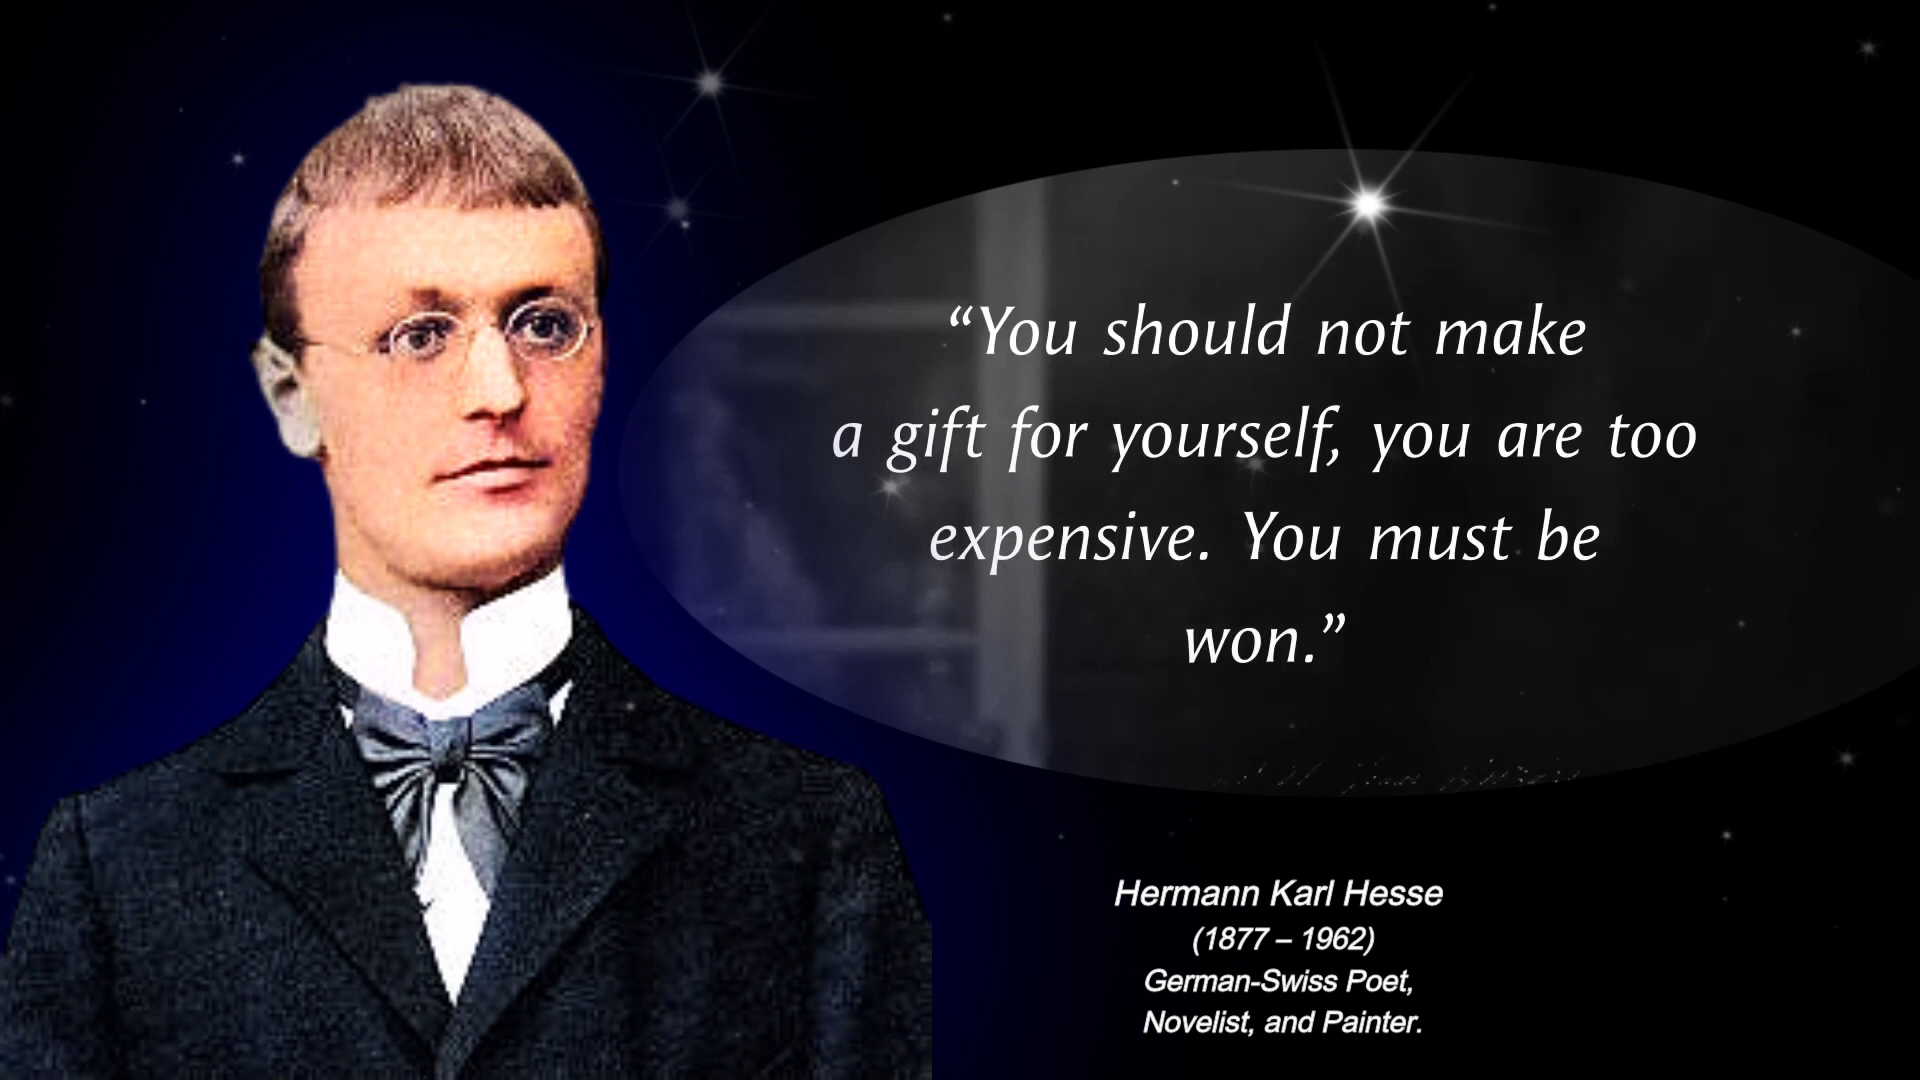 “You should not make
a gift for yourself, you are too
expensive. You must be
won.”
Hermann Karl Hesse
(1877 – 1962)
German-Swiss Poet,
Novelist, and Painter.